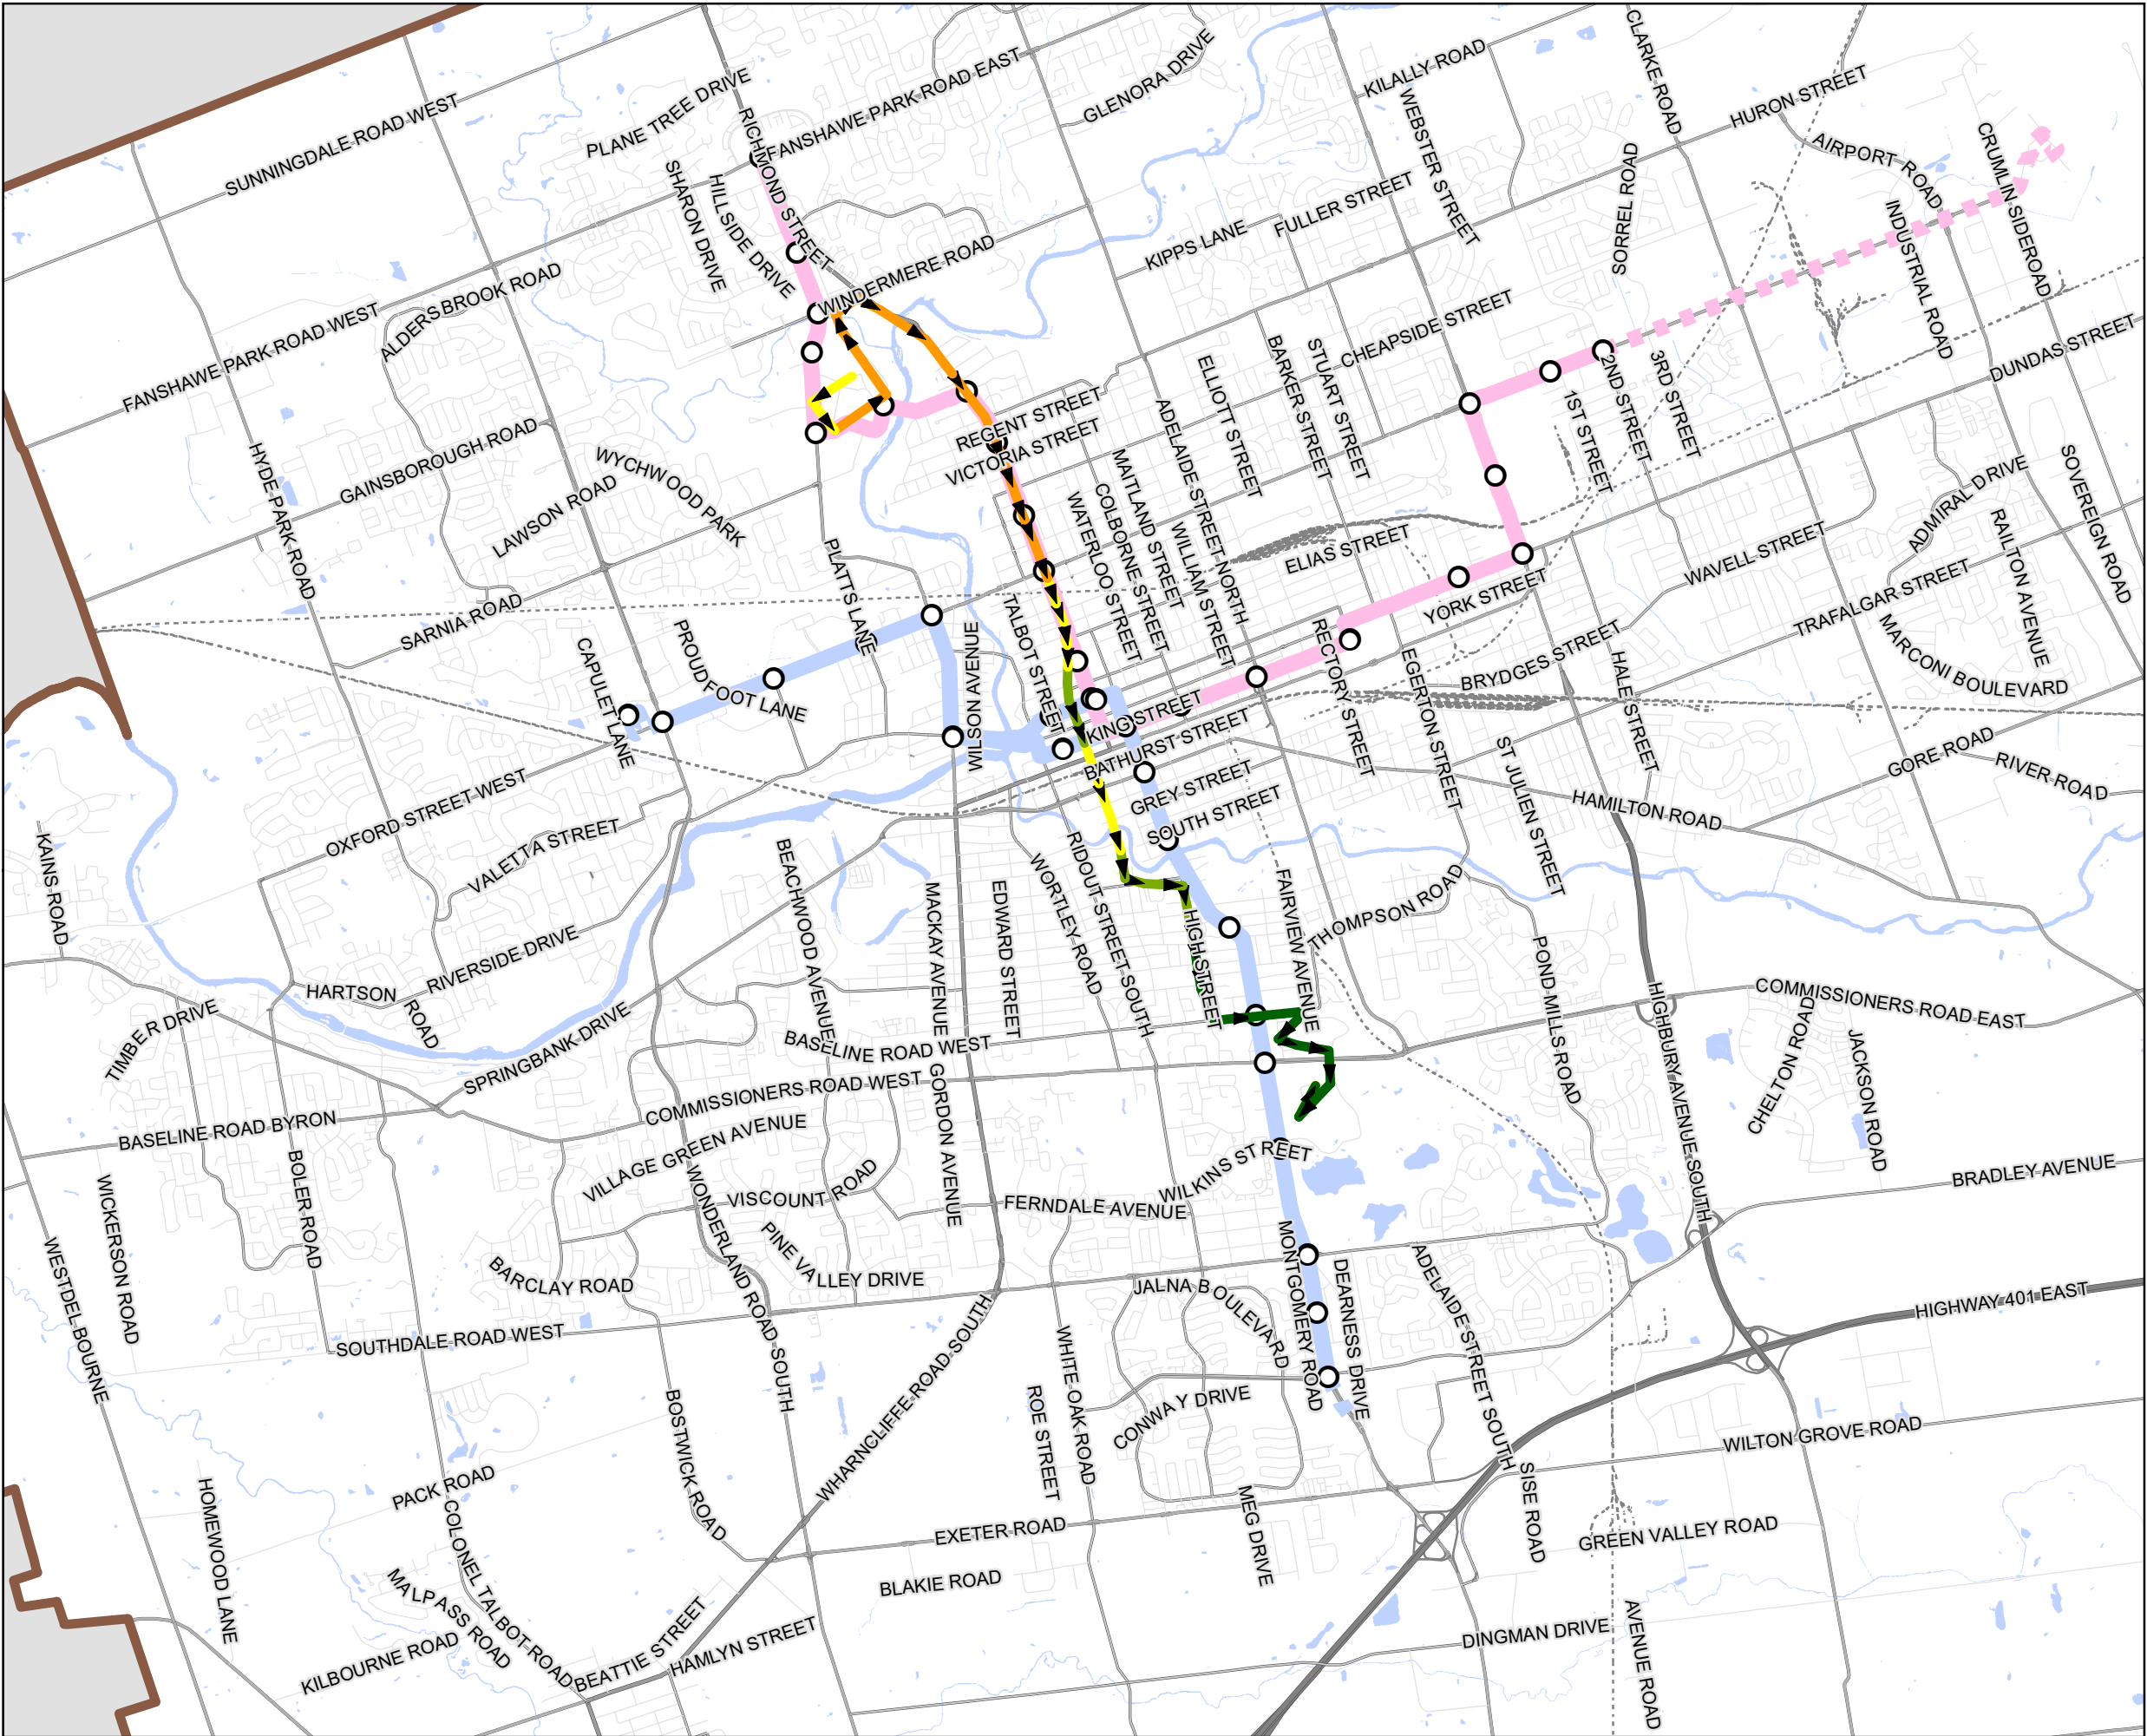 SUNNINGDALE ROAD WEST
PLANE TREE DRIVE
RICHMOND STREET
FANSHAWE PARK ROAD EAST
GLENORA DRIVE
KILALLY ROAD
WEBSTER STREET
CLARKE ROAD
HURON STREET
AIRPORT ROAD
CRUMLIN SIDEROAD
SHARON DRIVE
HILLSIDE DRIVE
WINDERMERE ROAD
KIPPS LANE
FULLER STREET
SORREL ROAD
INDUSTRIAL ROAD
FANSHAWE PARK ROAD WEST
ALDERSBROOK ROAD
CHEAPSIDE STREET
DUNDAS STREET
ELLIOTT STREET
BARKER STREET
STUART STREET
1ST STREET
2ND STREET
3RD STREET
HYDE PARK ROAD
GAINSBOROUGH ROAD
LAWSON ROAD
WYCHWOOD PARK
REGENT STREET
VICTORIA STREET
WATERLOO STREET
COLBORNE STREET
MAITLAND STREET
WILLIAM STREET
ADELAIDE STREET NORTH
ELIAS STREET
YORK STREET
WAVELL STREET
ADMIRAL DRIVE
RAILTON AVENUE
SOVEREIGN ROAD
TRAFALGAR STREET
MARCONI BOULEVARD
SARNIA ROAD
CAPULET LANE
PROUDFOOT LANE
PLATTS LANE
WILSON AVENUE
TALBOT STREET
KING STREET
BATHURST STREET
GREY STREET
SOUTH STREET
RECTORY STREET
EGERTON STREET
BRYDGES STREET
HALE STREET
ST JULIEN STREET
HAMILTON ROAD
GORE ROAD
RIVER ROAD
OXFORD STREET WEST
VALETTA STREET
KAINS ROAD
RIVERSIDE DRIVE
HARTSON ROAD
TIMBER DRIVE
BEACHWOOD AVENUE
MACKAY AVENUE
EDWARD STREET
WORTLEY ROAD
RIDOUT STREET SOUTH
HIGH STREET
FAIRVIEW AVENUE
THOMPSON ROAD
POND MILLS ROAD
HIGHBURY AVENUE SOUTH
COMMISSIONERS ROAD EAST
CHELTON ROAD
JACKSON ROAD
SPRINGBANK DRIVE
BASELINE ROAD WEST
COMMISSIONERS ROAD WEST
BASELINE ROAD BYRON
BOLER ROAD
WICKERSON ROAD
WESTDEL BOURNE
VILLAGE GREEN AVENUE
VISCOUNT ROAD
GORDON AVENUE
FERNDALE AVENUE
WILKINS STREET
BRADLEY AVENUE
WONDERLAND ROAD SOUTH
PINE VALLEY DRIVE
BARCLAY ROAD
SOUTHDALE ROAD WEST
JALNA BOULEVARD
MONTGOMERY ROAD
DEARNESS DRIVE
ADELAIDE STREET SOUTH
HIGHWAY 401 EAST
WHARNCLIFFE ROAD SOUTH
WHITE OAK ROAD
ROE STREET
CONWAY DRIVE
BOSTWICK ROAD
WILTON GROVE ROAD
PACK ROAD
HOMEWOOD LANE
COLONEL TALBOT ROAD
MALPASS ROAD
KILBOURNE ROAD
EXETER ROAD
BLAKIE ROAD
MEG DRIVE
SISE ROAD
GREEN VALLEY ROAD
BEATTIE STREET
HAMLYN STREET
DINGMAN DRIVE
AVENUE ROAD